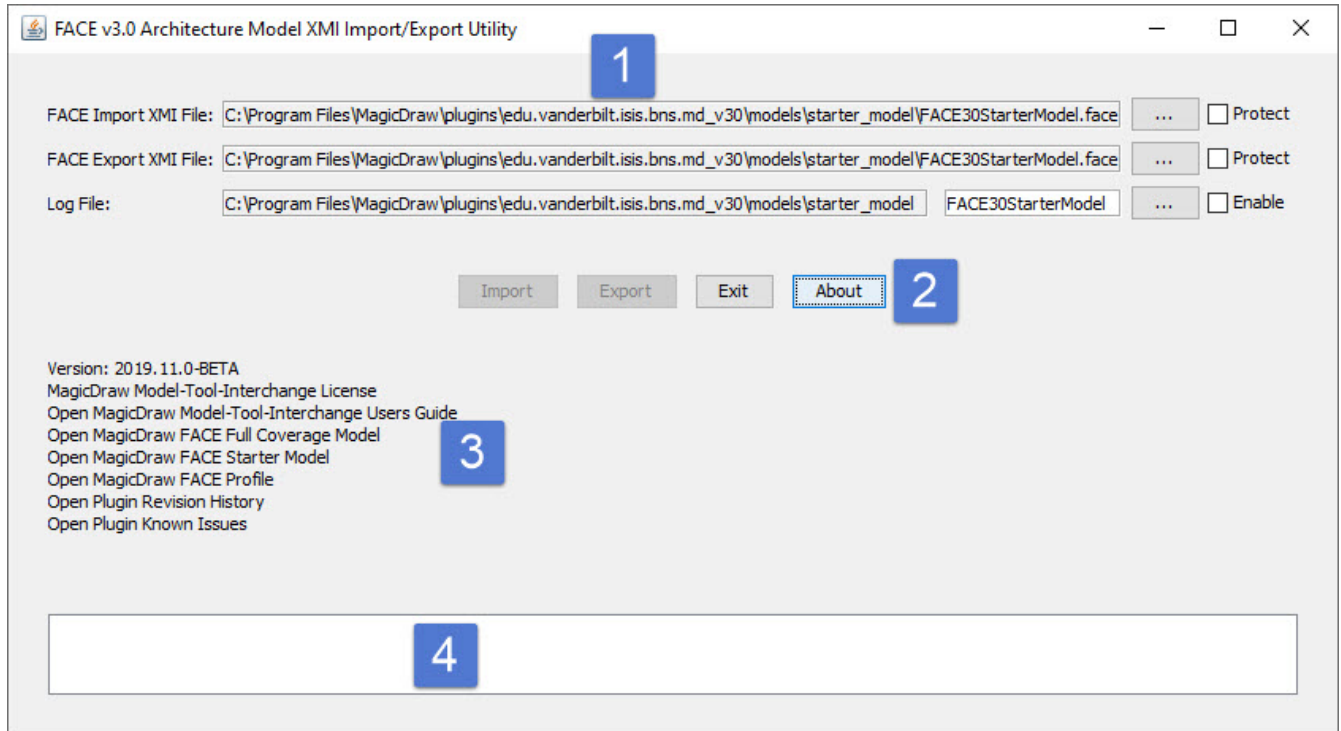 FACE v3.0 Architecture Model XMI Import/Export Utility
1
FACE Import XMI File: C:\Program Files\MagicDraw\plugins\edu.vanderbilt.isis.bns.md_v30\models\starter_model\FACE30StarterModel.face ... Protect
FACE Export XMI File: C:\Program Files\MagicDraw\plugins\edu.vanderbilt.isis.bns.md_v30\models\starter_model\FACE30StarterModel.face ... Protect
Log File: C:\Program Files\MagicDraw\plugins\edu.vanderbilt.isis.bns.md_v30\models\starter_model FACE30StarterModel ... Enable
Import Export Exit About 2
Version: 2019.11.0-BETA
MagicDraw Model-Tool-Interchange License
Open MagicDraw Model-Tool-Interchange Users Guide
Open MagicDraw FACE Full Coverage Model
Open MagicDraw FACE Starter Model
3
Open MagicDraw FACE Profile
Open Plugin Revision History
Open Plugin Known Issues
4